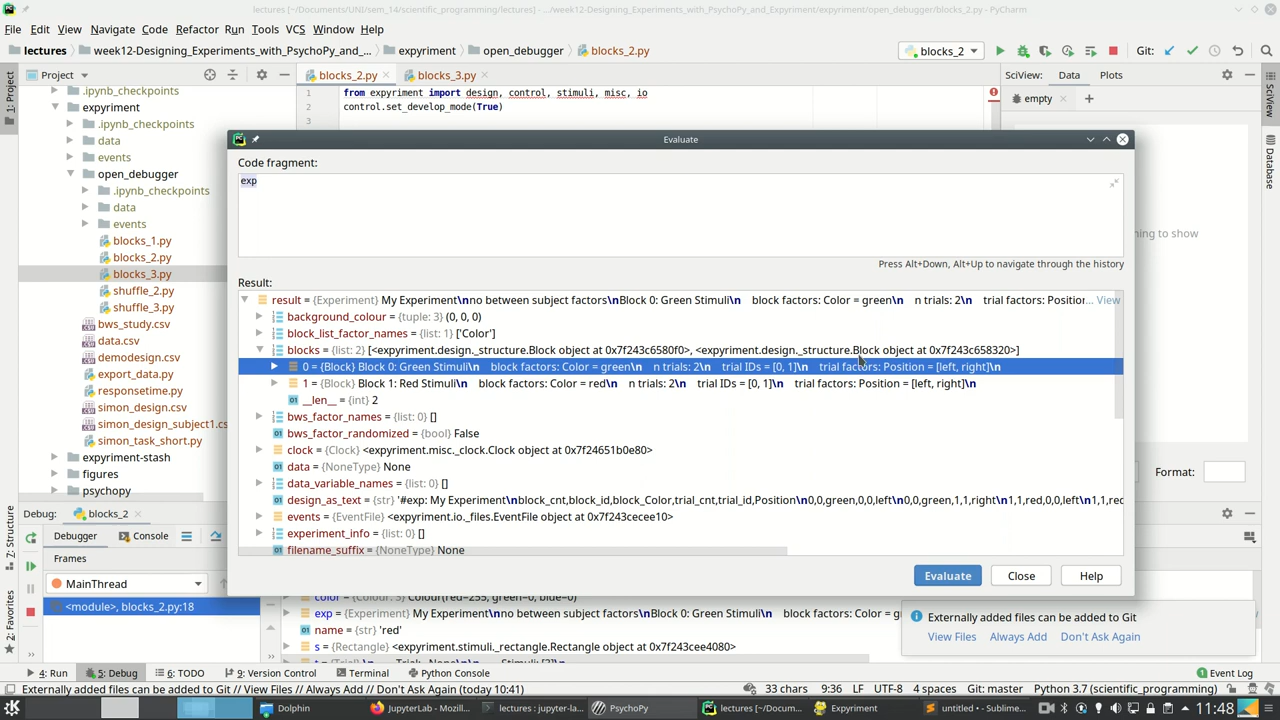 lectures [~/Documents/UNI/sem_14/scientific_programming/lectures] - .../week12-Designing_Experiments_with_PsychoPy_and_Expyriment/expyriment/open_debugger/blocks_2.py - PyCharm
File Edit View Navigate Code Refactor Run Tools VCS Window Help
lectures week12-Designing_Experiments_with_PsychoPy_and_... expyriment open_debugger blocks_2.py blocks_2 Git:
1: Project
Project
blocks_2.py blocks_3.py
SciView: Data Plots
empty
SciView
Database
1 from expyriment import design, control, stimuli, misc, io
2 control.set_develop_mode(True)
3
.ipynb_checkpoints
expyriment
.ipynb_checkpoints
data
events
open_debugger
.ipynb_checkpoints
data
events
blocks_1.py
blocks_2.py
blocks_3.py
shuffle_2.py
shuffle_3.py
bws_study.csv
data.csv
demodesign.csv
export_data.py
responsetime.py
simon_design.csv
simon_design_subject1.cs
simon_task_short.py
expyriment-stash
figures
psychopy
Evaluate
Code fragment:
exp
ning to show
Press Alt+Down, Alt+Up to navigate through the history
Result:
result = {Experiment} My Experiment\nno between subject factors\nBlock 0: Green Stimuli\n block factors: Color = green\n n trials: 2\n trial factors: Position... View
background_colour = {tuple: 3} (0, 0, 0)
block_list_factor_names = {list: 1} ['Color']
blocks = {list: 2} [<expyriment.design._structure.Block object at 0x7f243c6580f0>, <expyriment.design._structure.Block object at 0x7f243c658320>]
0 = {Block} Block 0: Green Stimuli\n block factors: Color = green\n n trials: 2\n trial IDs = [0, 1]\n trial factors: Position = [left, right]\n
1 = {Block} Block 1: Red Stimuli\n block factors: Color = red\n n trials: 2\n trial IDs = [0, 1]\n trial factors: Position = [left, right]\n
__len__ = {int} 2
bws_factor_names = {list: 0} []
bws_factor_randomized = {bool} False
clock = {Clock} <expyriment.misc._clock.Clock object at 0x7f24651b0e80>
data = {NoneType} None
data_variable_names = {list: 0} []
design_as_text = {str} '#exp: My Experiment\nblock_cnt,block_id,block_Color,trial_cnt,trial_id,Position\n0,0,green,0,0,left\n0,0,green,1,1,right\n1,1,red,0,0,left\n1,1,red
events = {EventFile} <expyriment.io._files.EventFile object at 0x7f243cecee10>
experiment_info = {list: 0} []
filename_suffix = {NoneType} None
Evaluate Close Help
Format:
Debug: blocks_2
Debugger Console
Frames
MainThread
<module>, blocks_2.py:18
2: Favorites
Z: Structure
color = {Colour} Colour(red=255, green=0, blue=0)
exp = {Experiment} My Experiment\nno between subject factors\nBlock 0: Green Stimuli\n block factors: Color = g
name = {str} 'red'
s = {Rectangle} <expyriment.stimuli._rectangle.Rectangle object at 0x7f243cee4080>
Externally added files can be added to Git
View Files Always Add Don't Ask Again
4: Run 5: Debug 6: TODO 9: Version Control Terminal Python Console Event Log
Externally added files can be added to Git // View Files // Always Add // Don't Ask Again (today 10:41) 33 chars 9:36 LF UTF-8 4 spaces Git: master Python 3.7 (scientific_programming)
Dolphin JupyterLab - Mozill... lectures : jupyter-la... PsychoPy lectures [~/Docum... Expyriment untitled • - Sublime... 11:48